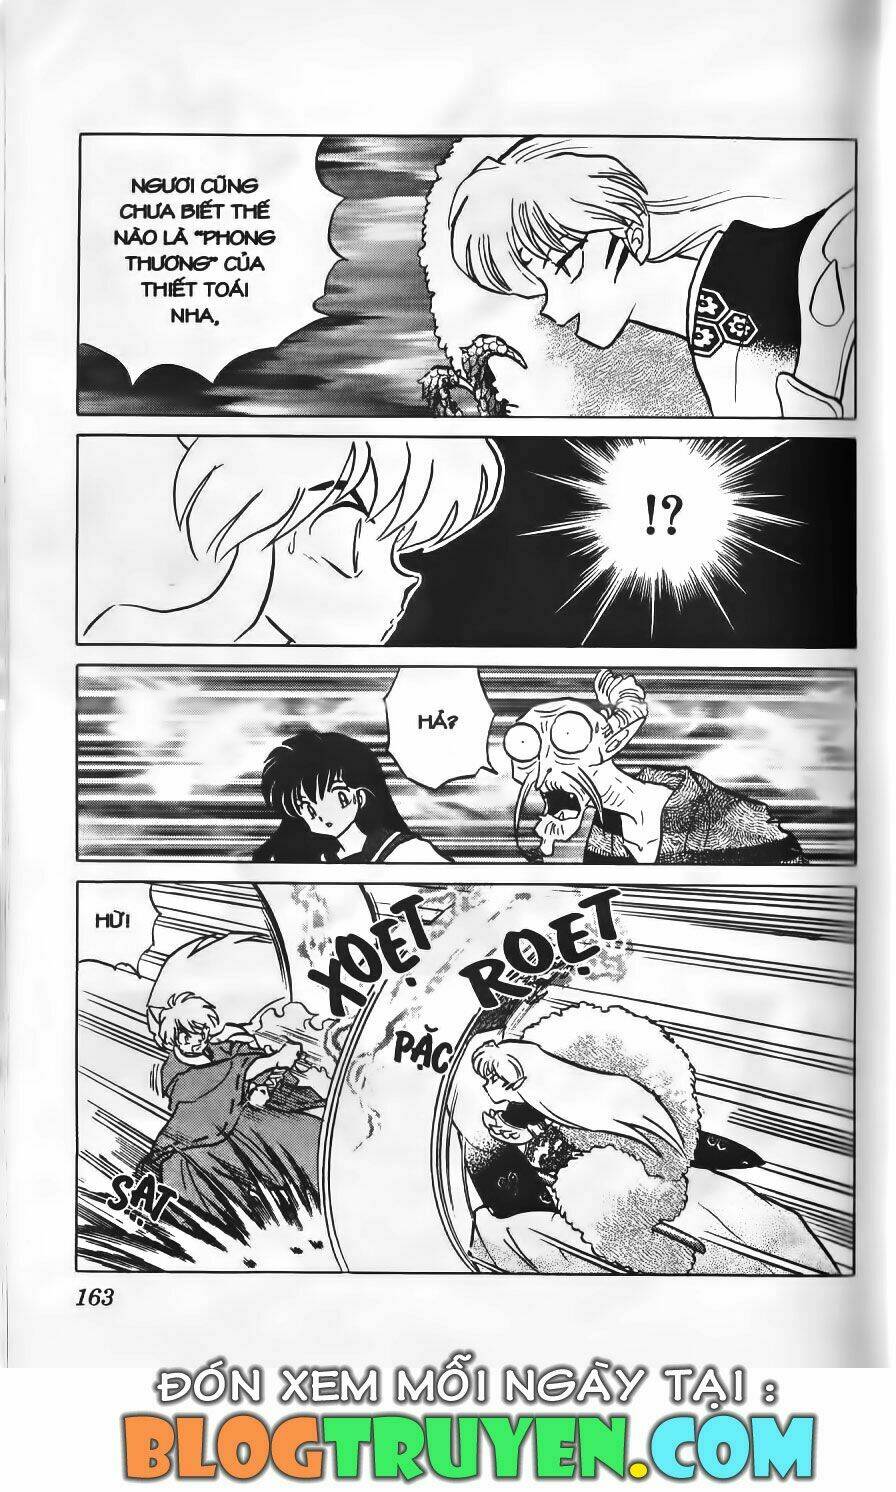 NGƯƠI CŨNG
CHƯA BIẾT THẾ
NÀO LÀ "PHONG
THƯƠNG" CỦA
THIẾT TOÁI
NHA,
!?
HẢ?
HỪ!
XOẸT
ROẸT
PẶC
SẠT...
163
ĐÓN XEM MỖI NGÀY TẠI :
BLOGTRUYEN.COM